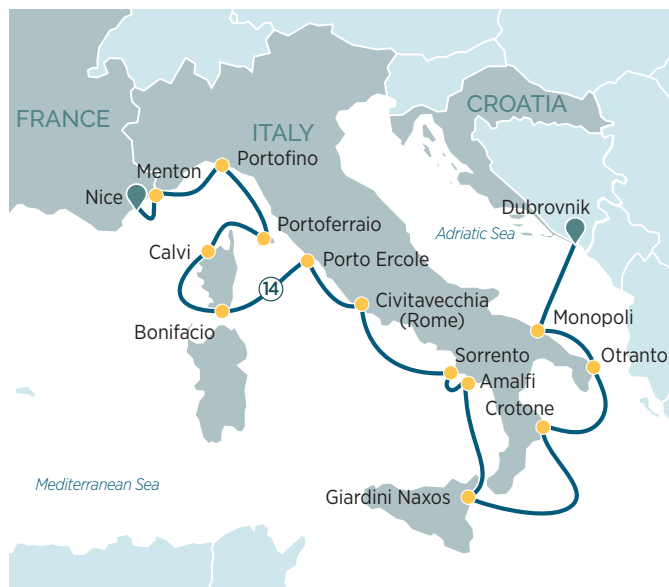 FRANCE
ITALY
CROATIA
Portofino
Menton
Nice
Dubrovnik
Portoferraio
Adriatic Sea
Calvi
Porto Ercole
14
Civitavecchia
(Rome)
Monopoli
Bonifacio
Sorrento
Otranto
Amalfi
Crotone
Mediterranean Sea
Giardini Naxos